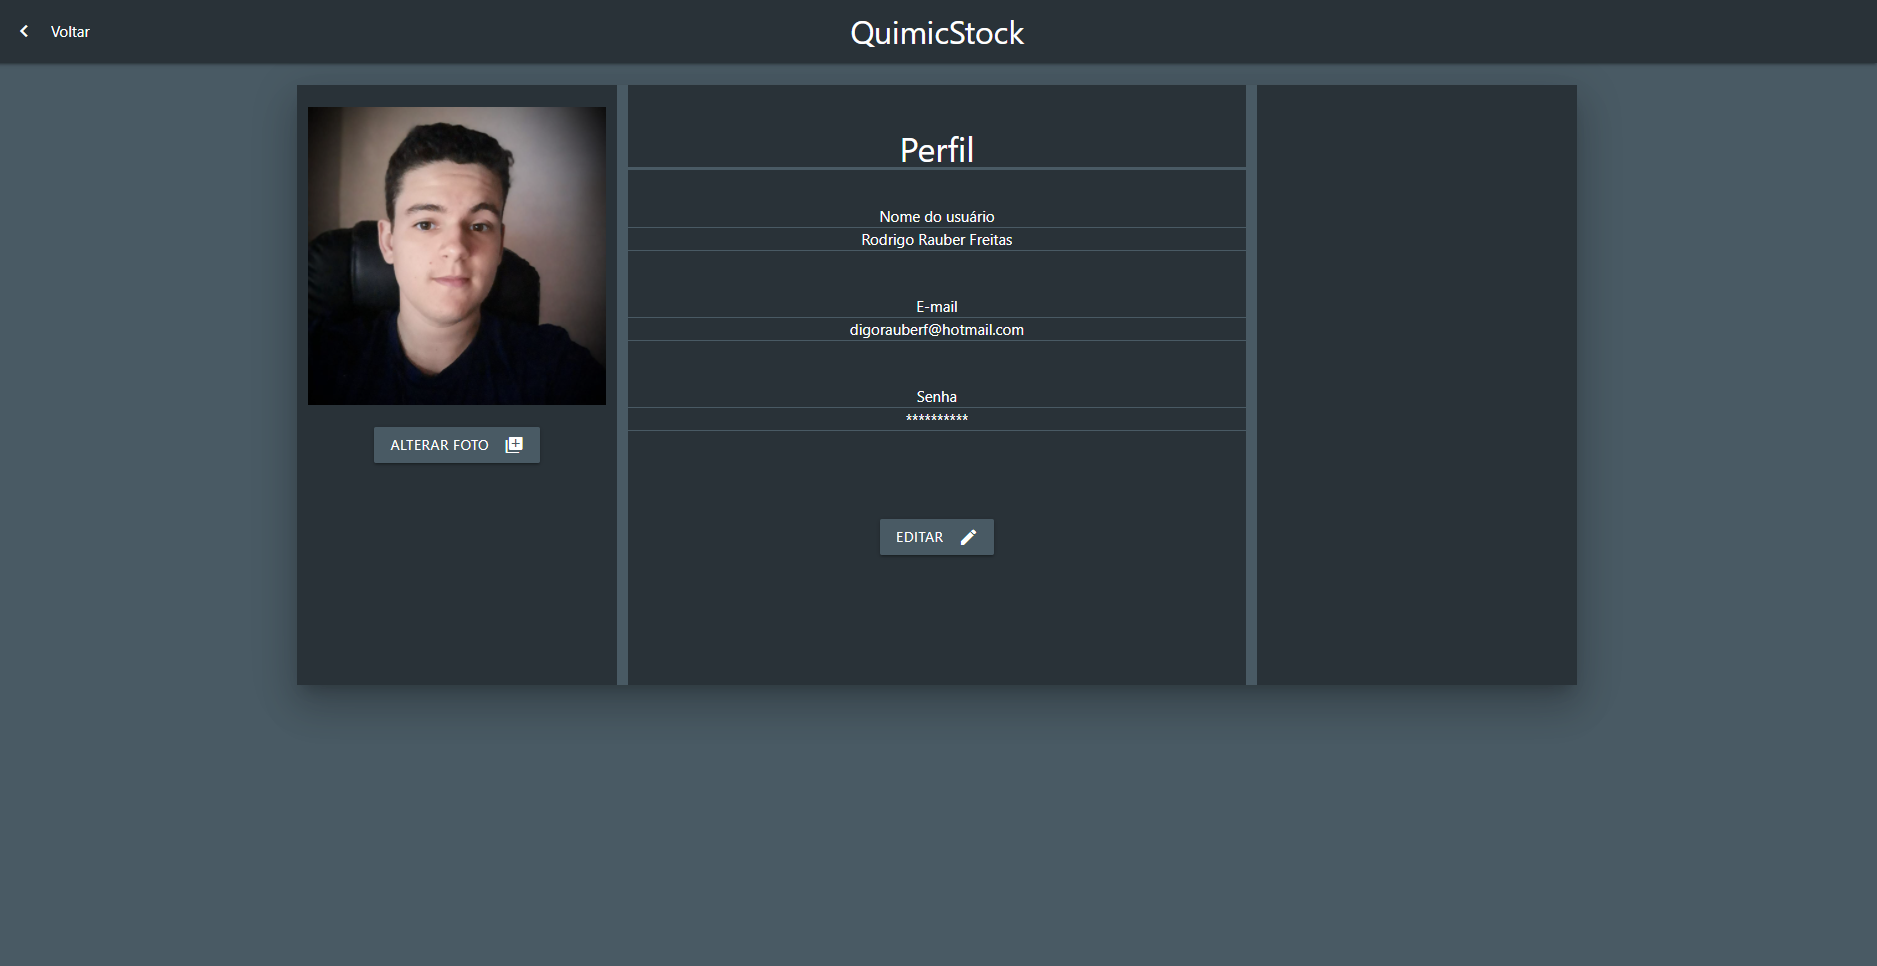 Voltar
QuimicStock
ALTERAR FOTO
Perfil
Nome do usuário
Rodrigo Rauber Freitas
E-mail
digorauberf@hotmail.com
Senha
**********
EDITAR